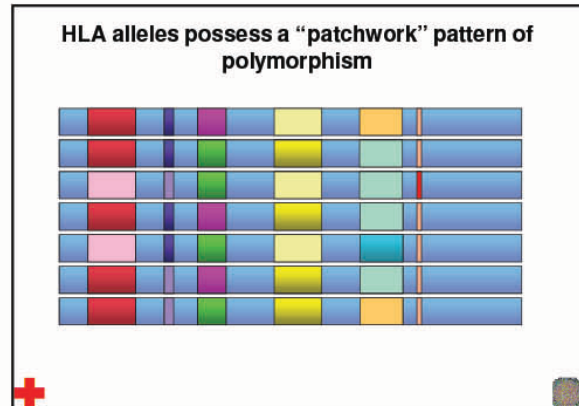 HLA alleles possess a “patchwork” pattern of
polymorphism